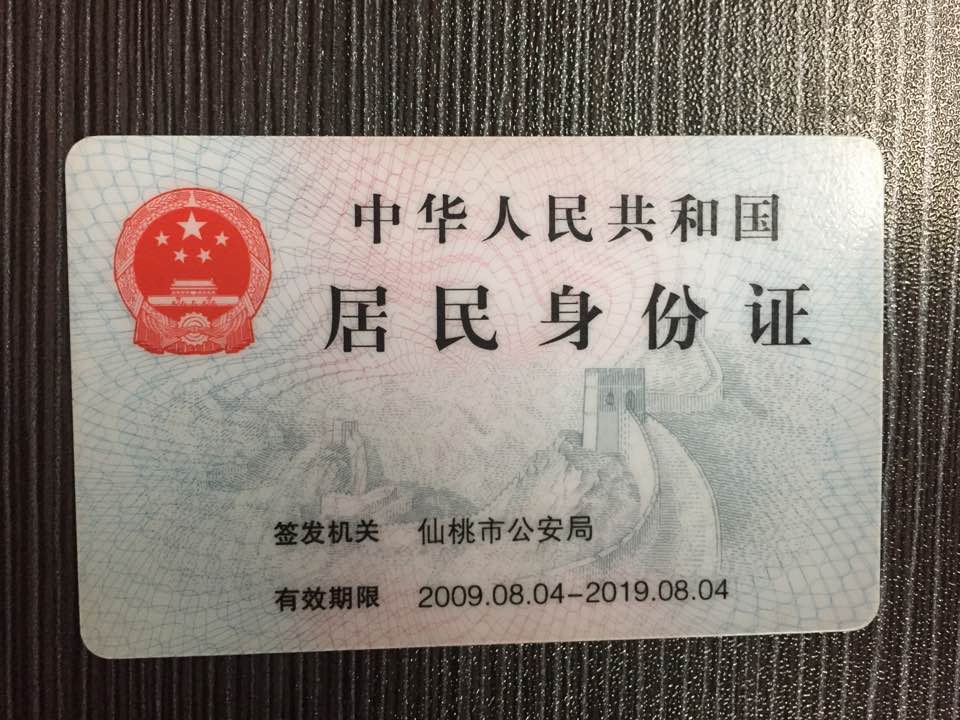 中华人民共和国
居民身份证
签发机关 仙桃市公安局
有效期限 2009.08.04-2019.08.04